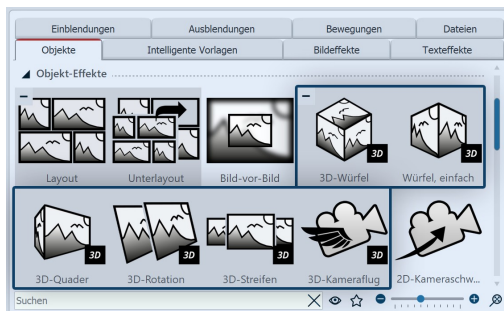 Einblendungen Ausblendungen Bewegungen Dateien
Objekte Intelligente Vorlagen Bildeffekte Texteffekte
Objekt-Effekte
3D 3D
Layout Unterlayout Bild-vor-Bild 3D-Würfel Würfel, einfach
3D 3D 3D 3D
3D-Quader 3D-Rotation 3D-Streifen 3D-Kameraflug 2D-Kameraschw...
Suchen